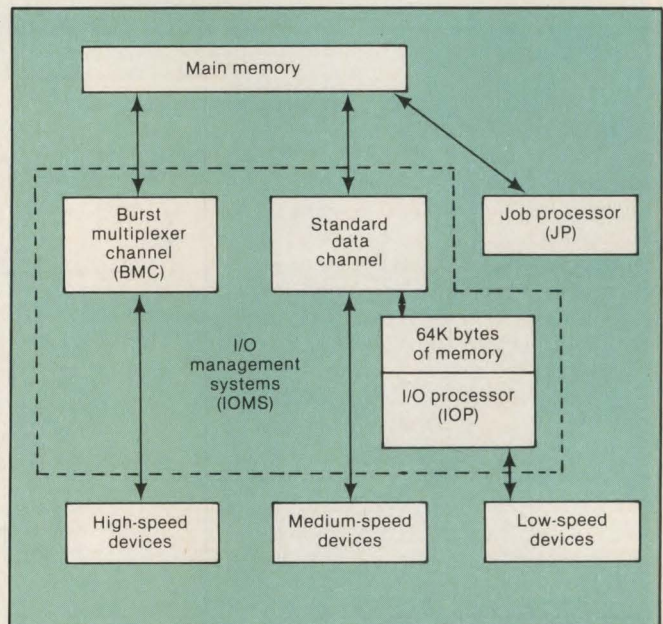 Main memory
Burst
multiplexer
channel
(BMC)
Standard
data
channel
Job processor
(JP)
I/O
management
systems
(IOMS)
64K bytes
of memory
I/O processor
(IOP)
High-speed
devices
Medium-speed
devices
Low-speed
devices